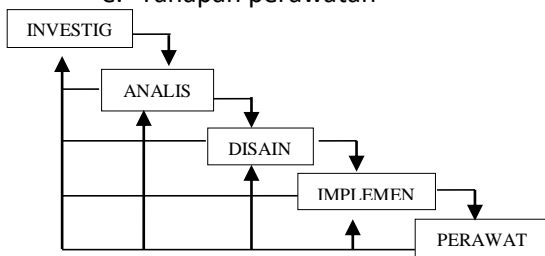 e. Tahapan perawatan
INVESTIG
ANALIS
DISAIN
IMPLEMEN
PERAWAT